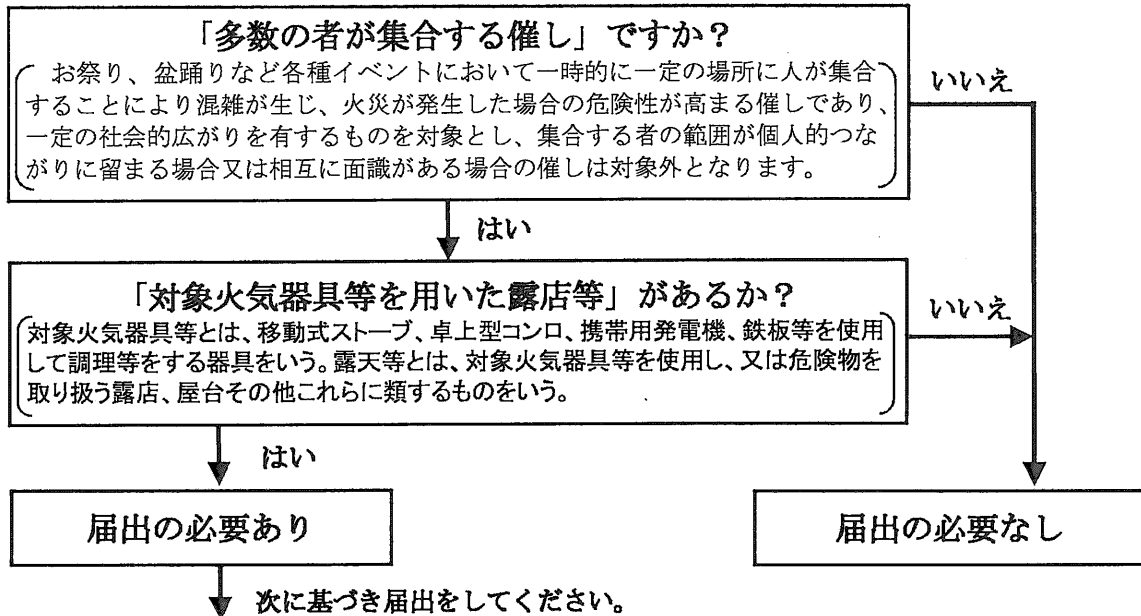 「多数の者が集合する催し」ですか？
お祭り、盆踊りなど各種イベントにおいて一時的に一定の場所に人が集合
することにより混雑が生じ、火災が発生した場合の危険性が高まる催しであり、
一定の社会的広がりを有するものを対象とし、集合する者の範囲が個人的つな
がりに留まる場合又は相互に面識がある場合の催しは対象外となります。
いいえ
はい
「対象火気器具等を用いた露店等」があるか？
対象火気器具等とは、移動式ストーブ、卓上型コンロ、携帯用発電機、鉄板等を使用
して調理等をする器具をいう。露天等とは、対象火気器具等を使用し、又は危険物を
取り扱う露店、屋台その他これらに類するものをいう。
いいえ
はい
届出の必要あり
届出の必要なし
次に基づき届出をしてください。